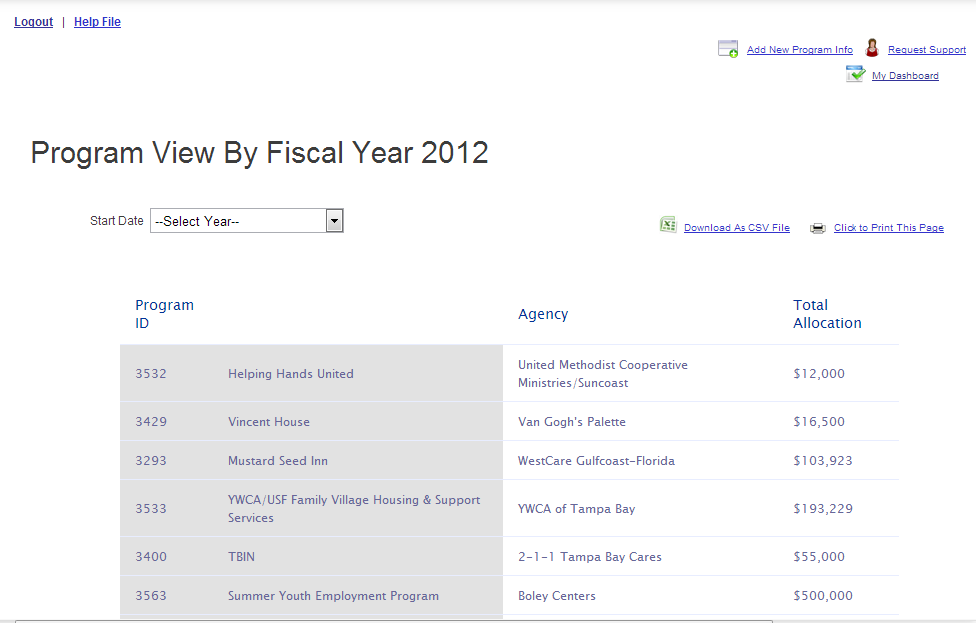 Logout | Help File
Add New Program Info Request Support
My Dashboard
Program View By Fiscal Year 2012
Start Date --Select Year--
Download As CSV File Click to Print This Page
Program
ID
Agency
Total
Allocation
3532 Helping Hands United United Methodist Cooperative
Ministries/Suncoast $12,000
3429 Vincent House Van Gogh's Palette $16,500
3293 Mustard Seed Inn WestCare Gulfcoast-Florida $103,923
3533 YWCA/USF Family Village Housing & Support
Services YWCA of Tampa Bay $193,229
3400 TBIN 2-1-1 Tampa Bay Cares $55,000
3563 Summer Youth Employment Program Boley Centers $500,000